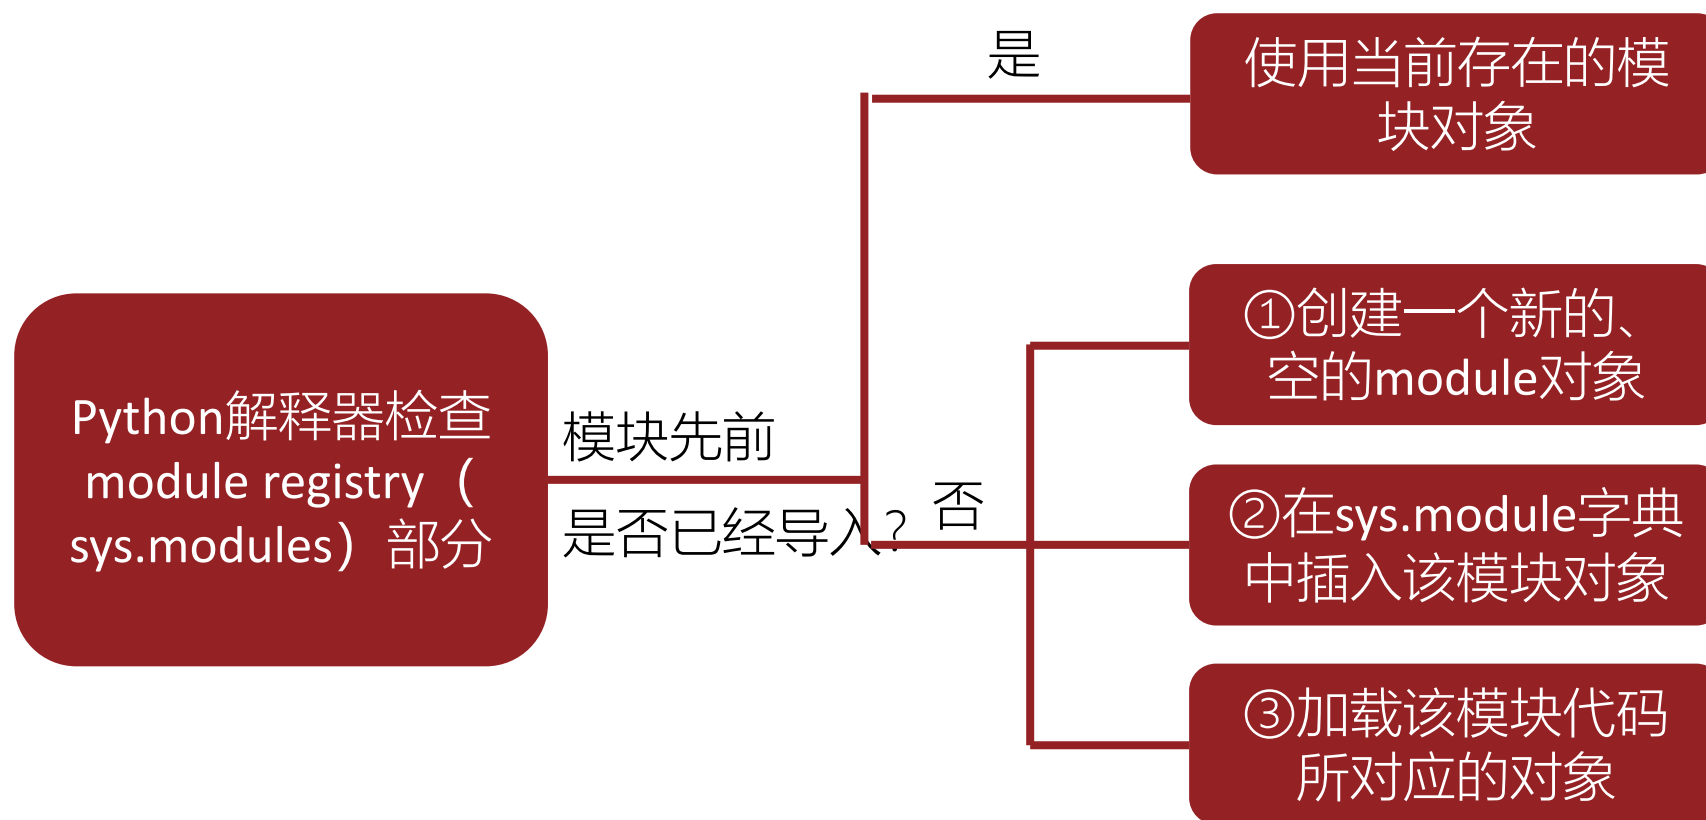 是
使用当前存在的模
块对象
①创建一个新的、
空的module对象
Python解释器检查
module registry（
sys.modules）部分
模块先前
是否已经导入？
否
②在sys.module字典
中插入该模块对象
③加载该模块代码
所对应的对象